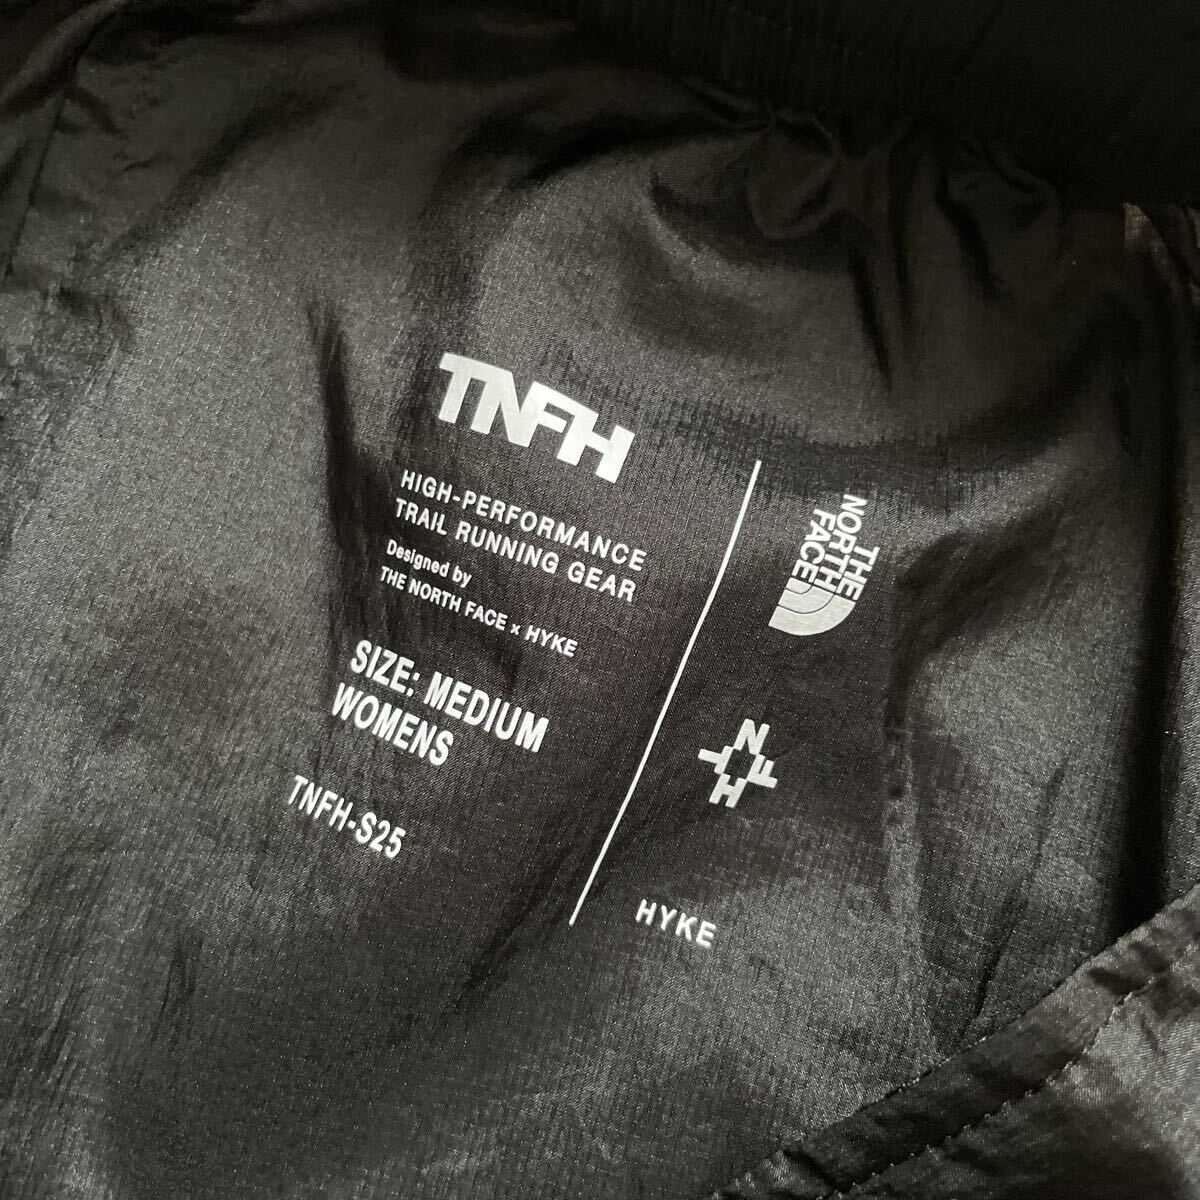 TNFH
HIGH-PERFORMANCE
TRAIL RUNNING GEAR
Designed by
THE NORTH FACE × HYKE
SIZE: MEDIUM
WOMENS
TNFH-S25
THE
NORTH
FACE
N
T F
H
HYKE